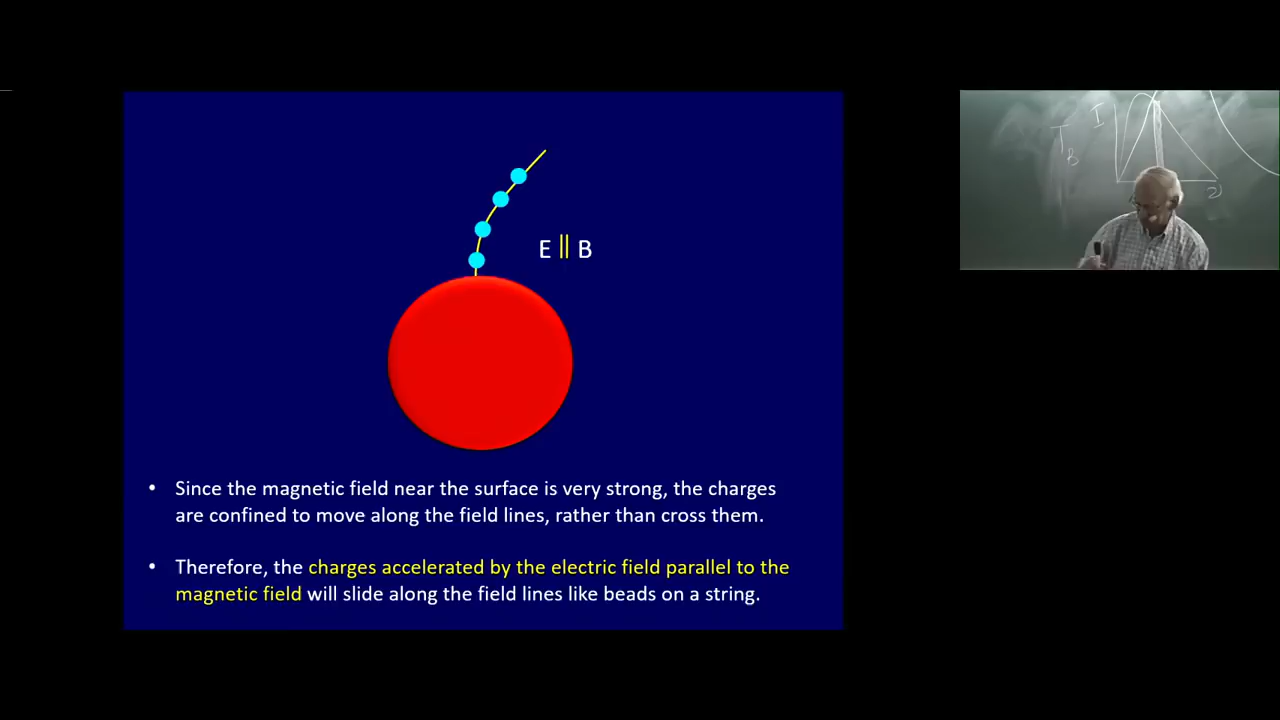 E || B
• Since the magnetic field near the surface is very strong, the charges
are confined to move along the field lines, rather than cross them.
• Therefore, the charges accelerated by the electric field parallel to the
magnetic field will slide along the field lines like beads on a string.
I
T
B